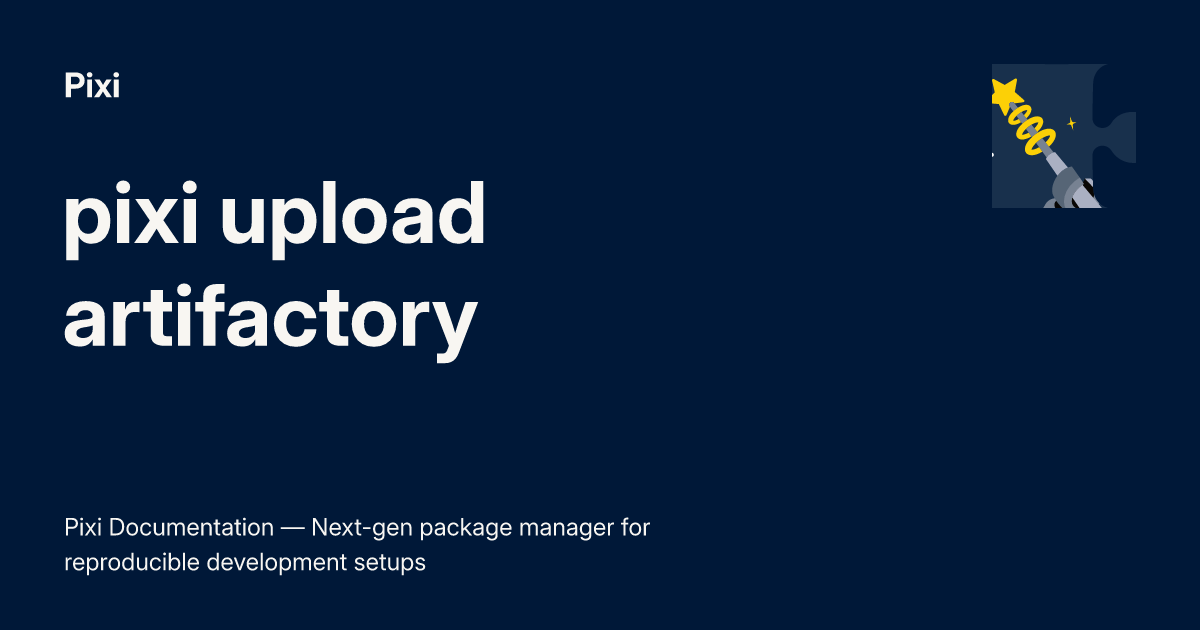 Pixi
pixi upload
artifactory
Pixi Documentation — Next-gen package manager for
reproducible development setups